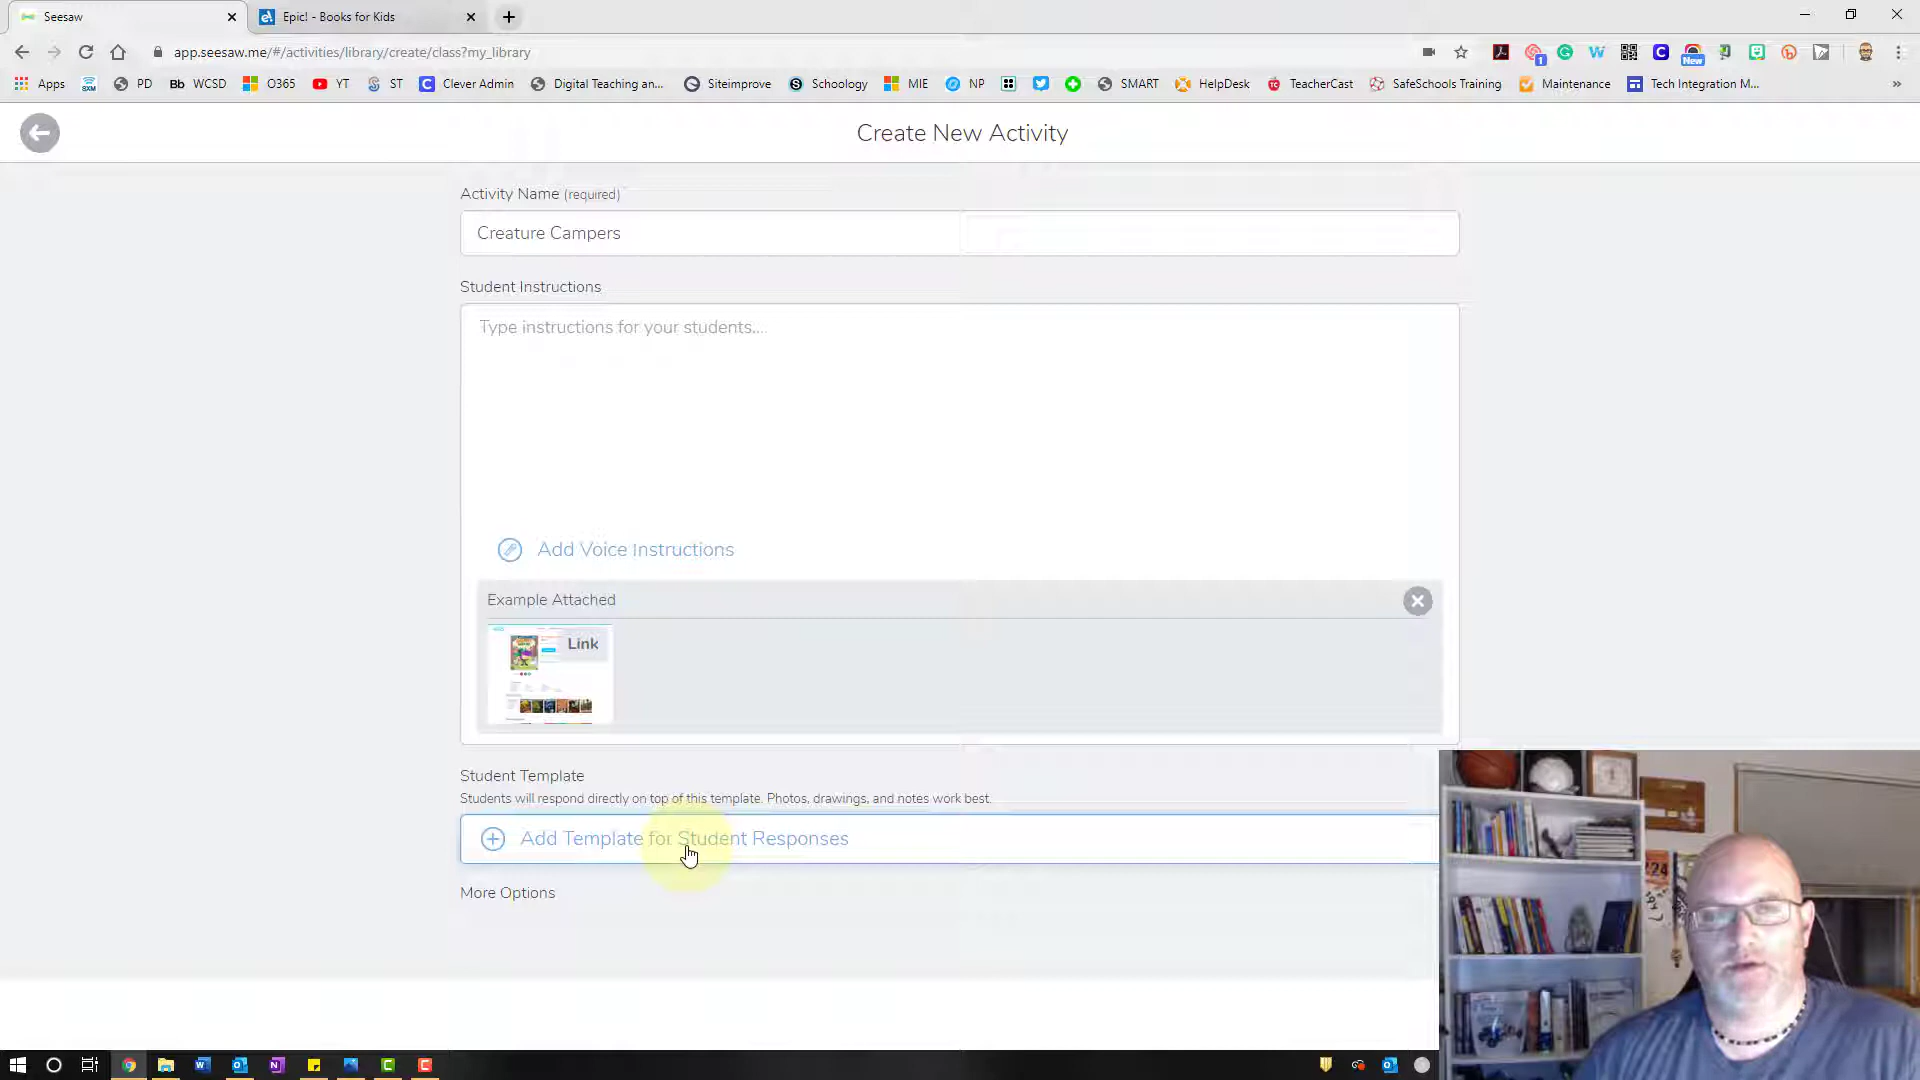 Seesaw
Epic! - Books for Kids
app.seesaw.me/#/activities/library/create/class?my_library
New
1
Apps
SXM
PD
Bb WCSD
O365
YT
ST
Clever Admin
Digital Teaching an...
Siteimprove
Schoology
MIE
NP
SMART
HelpDesk
TeacherCast
SafeSchools Training
Maintenance
Tech Integration M...
Create New Activity
Activity Name (required)
Creature Campers
Student Instructions
Type instructions for your students....
Add Voice Instructions
Example Attached
Link
Student Template
Students will respond directly on top of this template. Photos, drawings, and notes work best.
Add Template for Student Responses
More Options